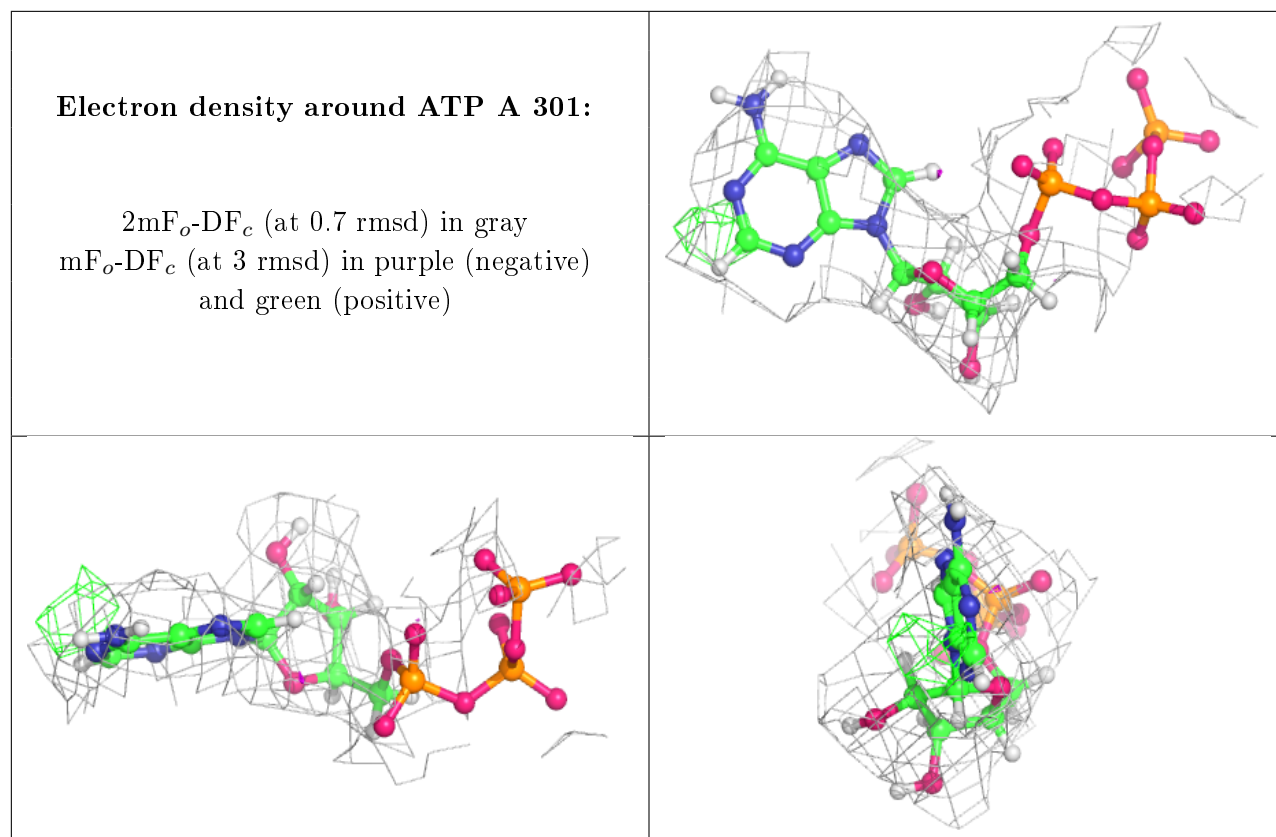 Electron density around ATP A 301:
2mFₒ-DF𝒸 (at 0.7 rmsd) in gray
mFₒ-DF𝒸 (at 3 rmsd) in purple (negative)
and green (positive)